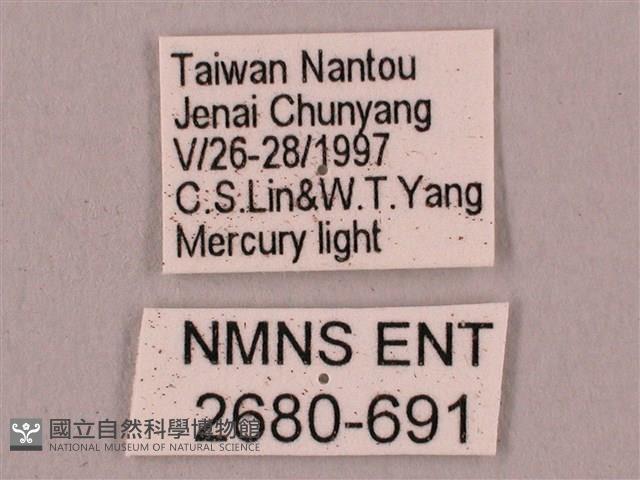 Taiwan Nantou
Jenai Chunyang
V/26-28/1997
C.S.Lin&W.T.Yang
Mercury light
NMNS ENT
2680-691
國立自然科學博物館
NATIONAL MUSEUM OF NATURAL SCIENCE